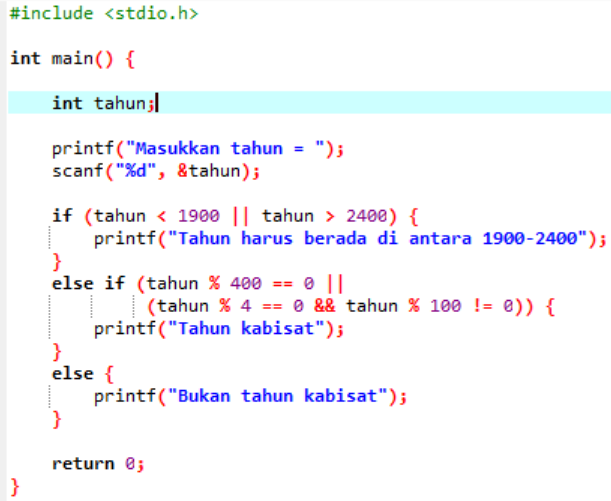 #include <stdio.h>
int main() {
int tahun;
printf("Masukkan tahun = ");
scanf("%d", &tahun);
if (tahun < 1900 || tahun > 2400) {
printf("Tahun harus berada di antara 1900-2400");
}
else if (tahun % 400 == 0 ||
(tahun % 4 == 0 && tahun % 100 != 0)) {
printf("Tahun kabisat");
}
else {
printf("Bukan tahun kabisat");
}
return 0;
}